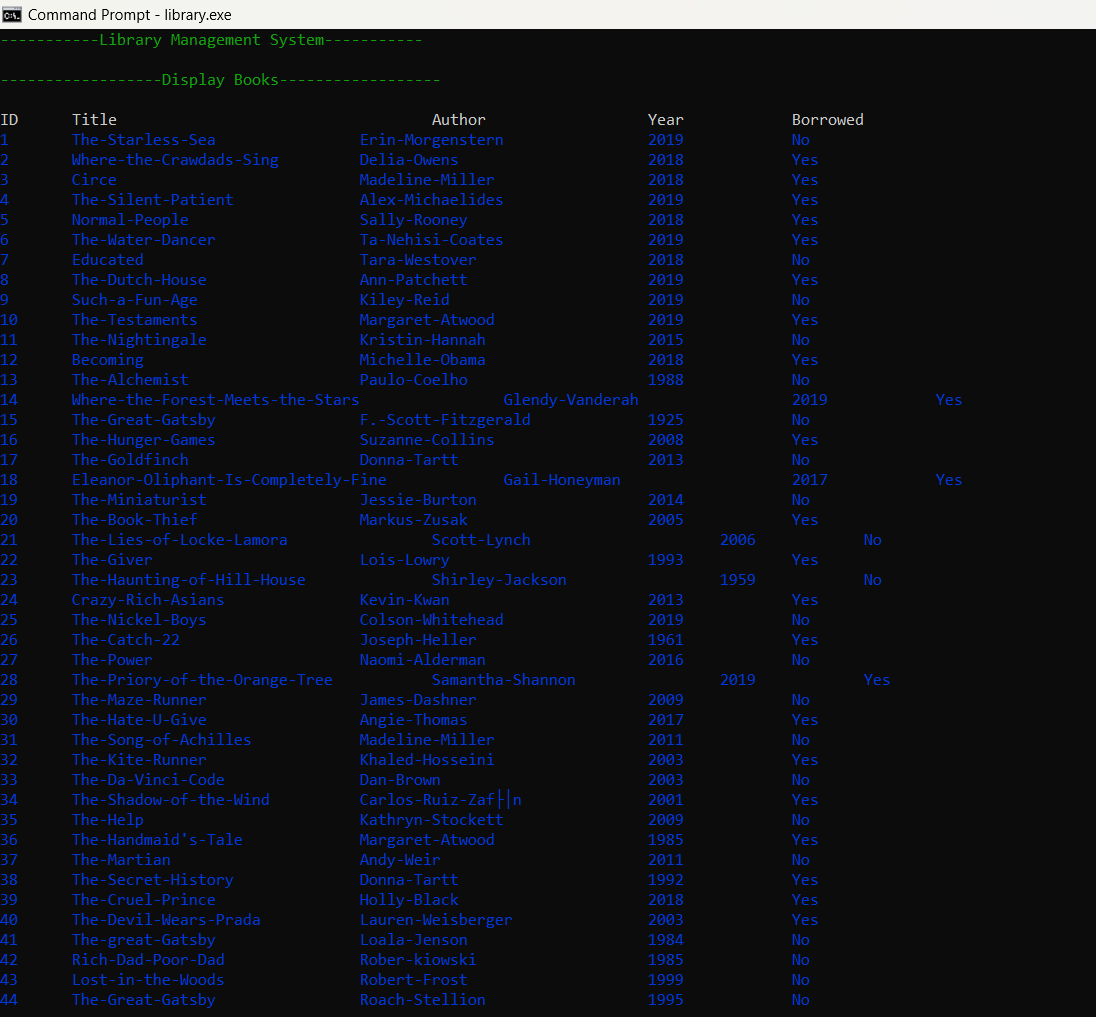 Command Prompt - library.exe
-----------Library Management System-----------
------------------Display Books------------------
ID Title Author Year Borrowed
1 The-Starless-Sea Erin-Morgenstern 2019 No
2 Where-the-Crawdads-Sing Delia-Owens 2018 Yes
3 Circe Madeline-Miller 2018 Yes
4 The-Silent-Patient Alex-Michaelides 2019 Yes
5 Normal-People Sally-Rooney 2018 Yes
6 The-Water-Dancer Ta-Nehisi-Coates 2019 Yes
7 Educated Tara-Westover 2018 No
8 The-Dutch-House Ann-Patchett 2019 Yes
9 Such-a-Fun-Age Kiley-Reid 2019 No
10 The-Testaments Margaret-Atwood 2019 Yes
11 The-Nightingale Kristin-Hannah 2015 No
12 Becoming Michelle-Obama 2018 Yes
13 The-Alchemist Paulo-Coelho 1988 No
14 Where-the-Forest-Meets-the-Stars Glendy-Vanderah 2019 Yes
15 The-Great-Gatsby F.-Scott-Fitzgerald 1925 No
16 The-Hunger-Games Suzanne-Collins 2008 Yes
17 The-Goldfinch Donna-Tartt 2013 No
18 Eleanor-Oliphant-Is-Completely-Fine Gail-Honeyman 2017 Yes
19 The-Miniaturist Jessie-Burton 2014 No
20 The-Book-Thief Markus-Zusak 2005 Yes
21 The-Lies-of-Locke-Lamora Scott-Lynch 2006 No
22 The-Giver Lois-Lowry 1993 Yes
23 The-Haunting-of-Hill-House Shirley-Jackson 1959 No
24 Crazy-Rich-Asians Kevin-Kwan 2013 Yes
25 The-Nickel-Boys Colson-Whitehead 2019 No
26 The-Catch-22 Joseph-Heller 1961 Yes
27 The-Power Naomi-Alderman 2016 No
28 The-Priory-of-the-Orange-Tree Samantha-Shannon 2019 Yes
29 The-Maze-Runner James-Dashner 2009 No
30 The-Hate-U-Give Angie-Thomas 2017 Yes
31 The-Song-of-Achilles Madeline-Miller 2011 No
32 The-Kite-Runner Khaled-Hosseini 2003 Yes
33 The-Da-Vinci-Code Dan-Brown 2003 No
34 The-Shadow-of-the-Wind Carlos-Ruiz-Zaf├│n 2001 Yes
35 The-Help Kathryn-Stockett 2009 No
36 The-Handmaid's-Tale Margaret-Atwood 1985 Yes
37 The-Martian Andy-Weir 2011 No
38 The-Secret-History Donna-Tartt 1992 Yes
39 The-Cruel-Prince Holly-Black 2018 Yes
40 The-Devil-Wears-Prada Lauren-Weisberger 2003 Yes
41 The-great-Gatsby Loala-Jenson 1984 No
42 Rich-Dad-Poor-Dad Rober-kiowski 1985 No
43 Lost-in-the-Woods Robert-Frost 1999 No
44 The-Great-Gatsby Roach-Stellion 1995 No